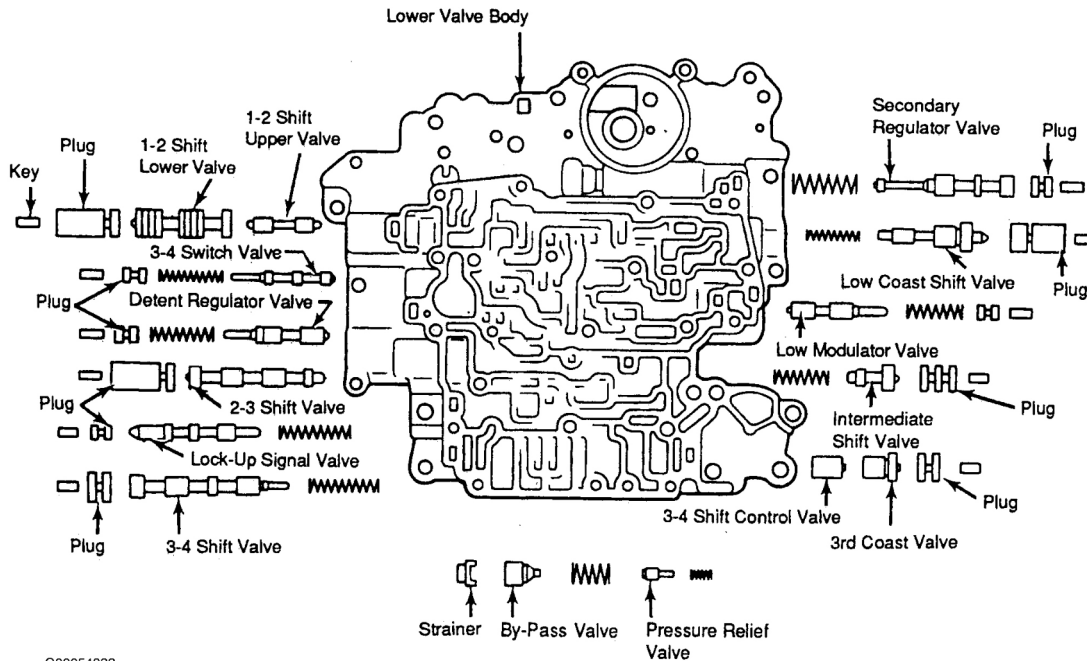 Lower Valve Body
1-2 Shift
Upper Valve
Plug
1-2 Shift
Lower Valve
Key
3-4 Switch Valve
Plug
Detent Regulator Valve
Plug
2-3 Shift Valve
Lock-Up Signal Valve
Plug
3-4 Shift Valve
Secondary
Regulator Valve
Plug
Low Coast Shift Valve
Plug
Low Modulator Valve
Intermediate
Shift Valve
Plug
3-4 Shift Control Valve
3rd Coast Valve
Plug
Strainer
By-Pass Valve
Pressure Relief
Valve